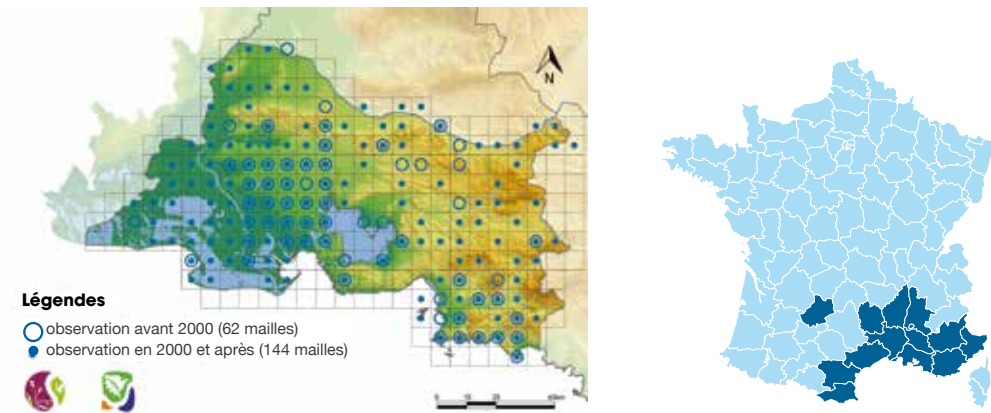 N
Légendes
observation avant 2000 (62 mailles)
observation en 2000 et après (144 mailles)